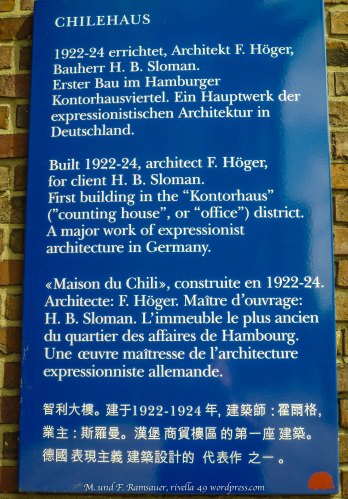 CHILEHAUS
1922-24 errichtet, Architekt F. Höger,
Bauherr H. B. Sloman.
Erster Bau im Hamburger
Kontorhausviertel. Ein Hauptwerk der
expressionistischen Architektur in
Deutschland.
Built 1922-24, architect F. Höger,
for client H. B. Sloman.
First building in the “Kontorhaus”
(”counting house”, or “office”) district.
A major work of expressionist
architecture in Germany.
«Maison du Chili», construite en 1922-24.
Architecte: F. Höger. Maître d’ouvrage:
H. B. Sloman. L’immeuble le plus ancien
du quartier des affaires de Hambourg.
Une œuvre maîtresse de l’architecture
expressionniste allemande.
智利大樓。建于1922-1924 年, 建築師：霍爾格,
業主：斯羅曼。漢堡 商貿樓區 的 第一座 建築。
德國 表現主義 建築設計的 代表作 之一 。
M. und F. Ramsauer, rivella 49.wordpress.com